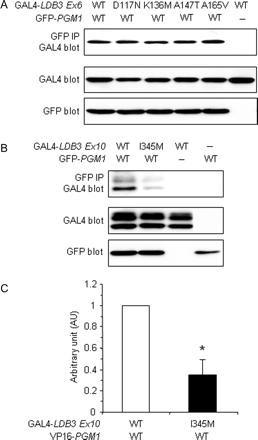 A
GAL4-LDB3 Ex6 WT D117N K136M A147T A165V WT
GFP-PGM1 WT WT WT WT WT –
GFP IP
GAL4 blot
GAL4 blot
GFP blot
B
GAL4-LDB3 Ex10 WT I345M WT –
GFP-PGM1 WT WT – WT
GFP IP
GAL4 blot
GAL4 blot
GFP blot
C
Arbitrary unit (AU)
1.4
1.2
1
0.8
0.6
0.4
0.2
0
*
GAL4-LDB3 Ex10 WT I345M
VP16-PGM1 WT WT